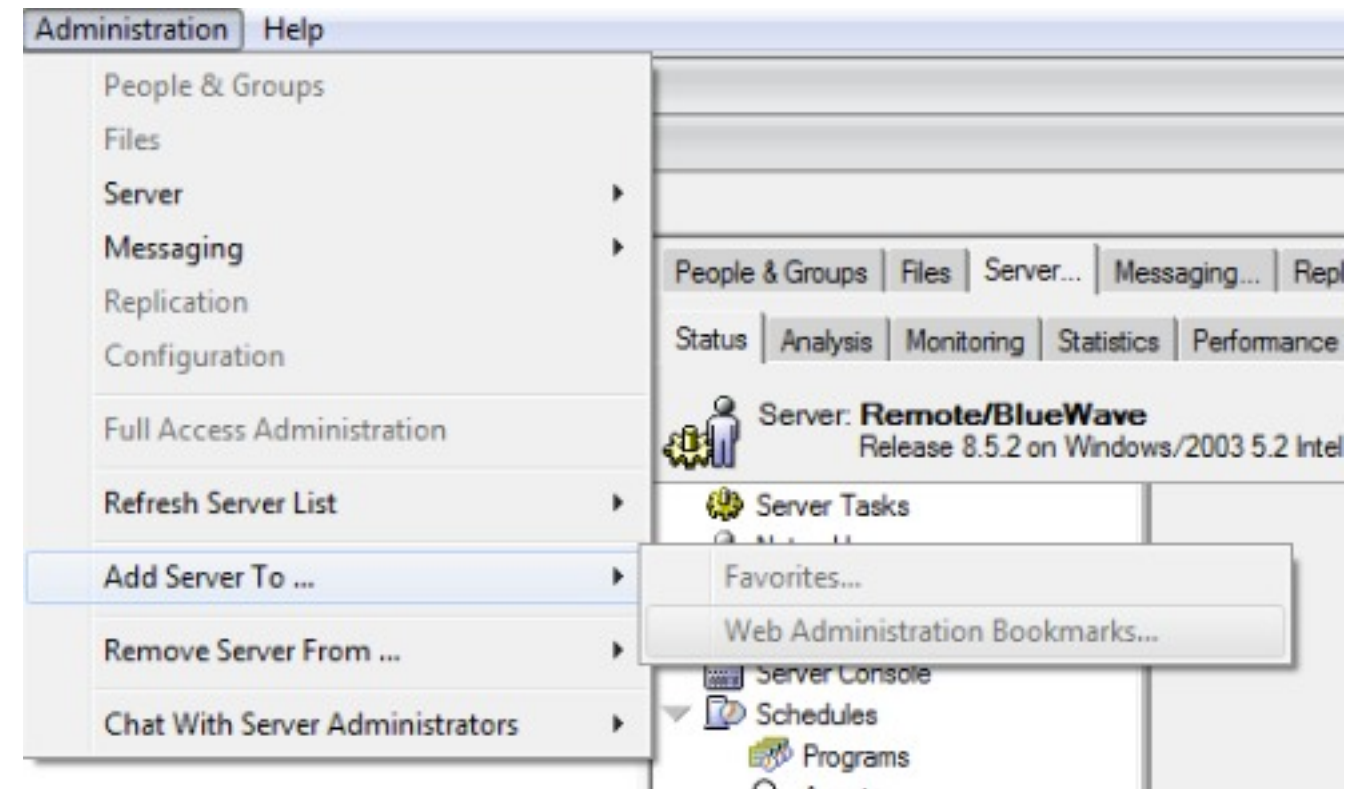 Administration Help
People & Groups
Files
Server
Messaging
Replication
Configuration
Full Access Administration
Refresh Server List
Add Server To ...
Remove Server From ...
Chat With Server Administrators
Favorites...
Web Administration Bookmarks...
People & Groups Files Server... Messaging...
Status Analysis Monitoring Statistics Performance
Server: Remote/BlueWave
Release 8.5.2 on Windows/2003 5.2 Intel
Server Tasks
Server Console
Schedules
Programs